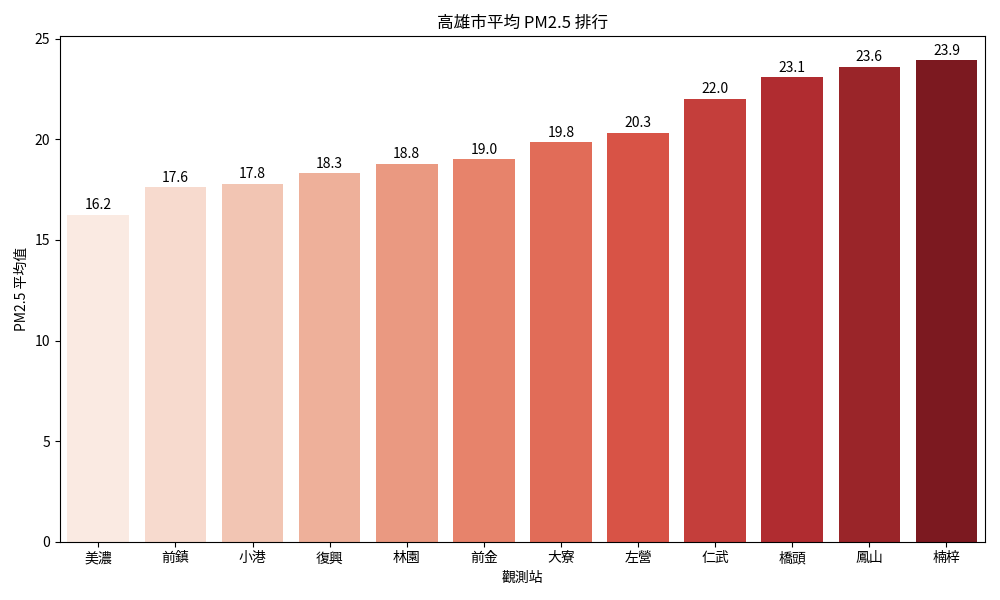 高雄市平均 PM2.5 排行
PM2.5 平均值
25
20
15
10
5
0
16.2
17.6
17.8
18.3
18.8
19.0
19.8
20.3
22.0
23.1
23.6
23.9
美濃
前鎮
小港
復興
林園
前金
大寮
左營
仁武
橋頭
鳳山
楠梓
觀測站